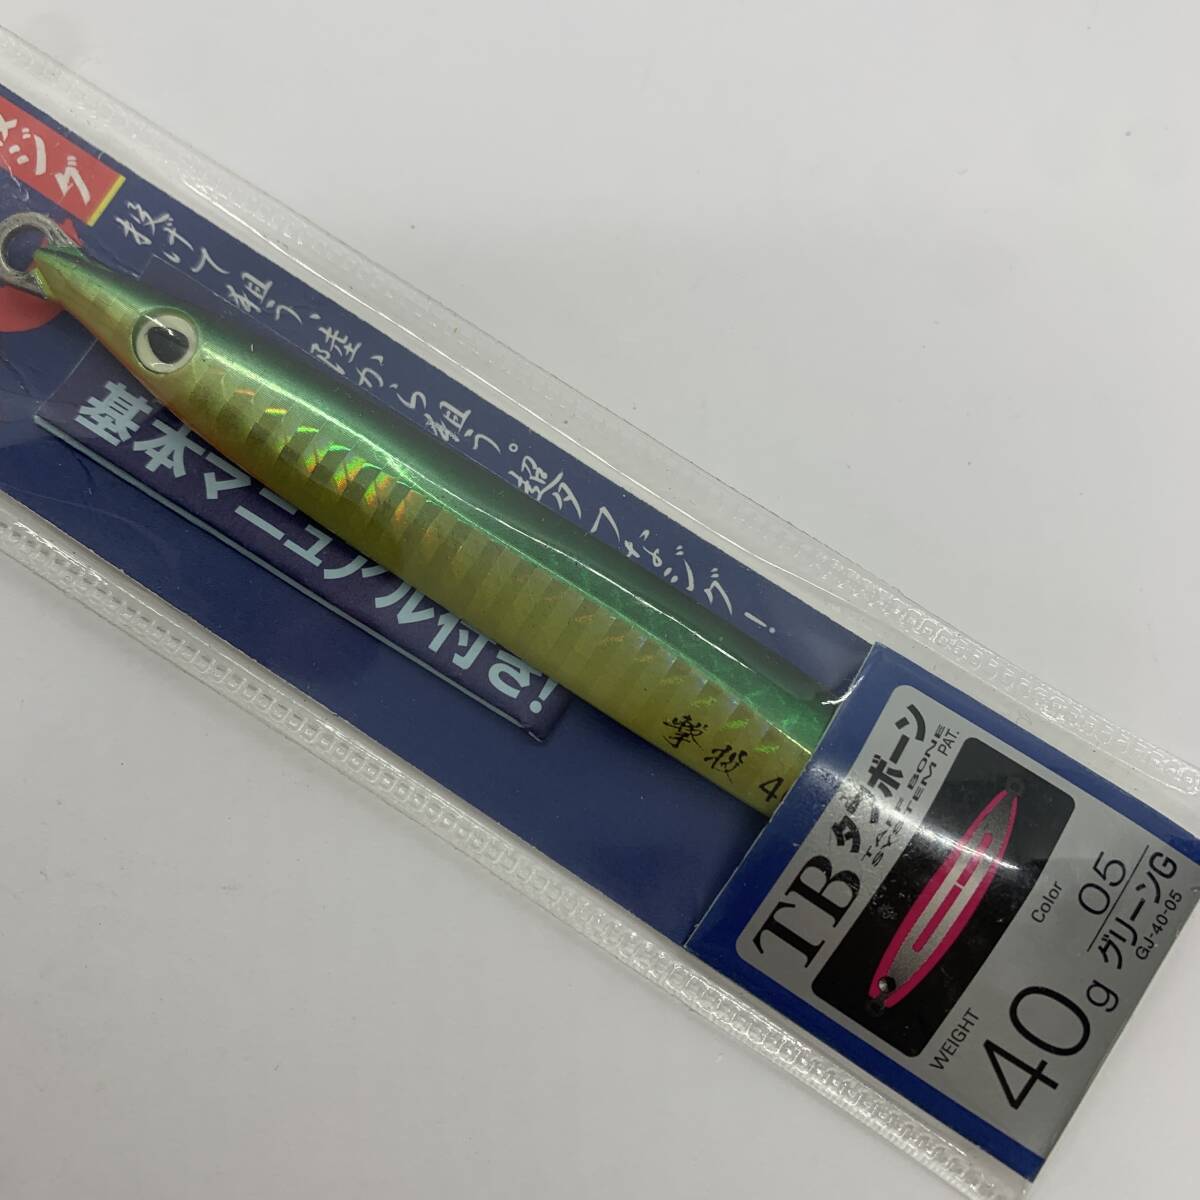 ジグ
投げて狙う、陸から狙う。超タフなジグ!
基本マニュアル付き!
撃投 4
TBタフボーン
TAFF BONE
SYSTEM PAT.
Color
05
グリーンG
GJ-40-05
WEIGHT
40g